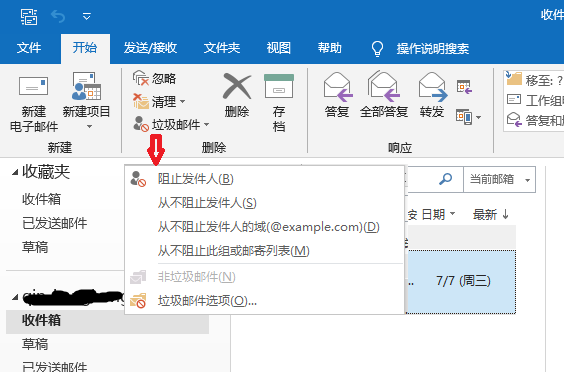 收件
文件 开始 发送/接收 文件夹 视图 帮助 操作说明搜索
新建
电子邮件
新建项目
忽略
清理
垃圾邮件
删除
存
档
答复
全部答复
转发
移至: ?
工作组
答复和
新建
删除
响应
收藏夹
收件箱
已发送邮件
草稿
阻止发件人(B)
从不阻止发件人(S)
从不阻止发件人的域(@example.com)(D)
从不阻止此组或邮寄列表(M)
非垃圾邮件(N)
垃圾邮件选项(O)...
当前邮箱
按 日期
最新 ↓
.. 7/7 (周三)
收件箱
草稿
已发送邮件